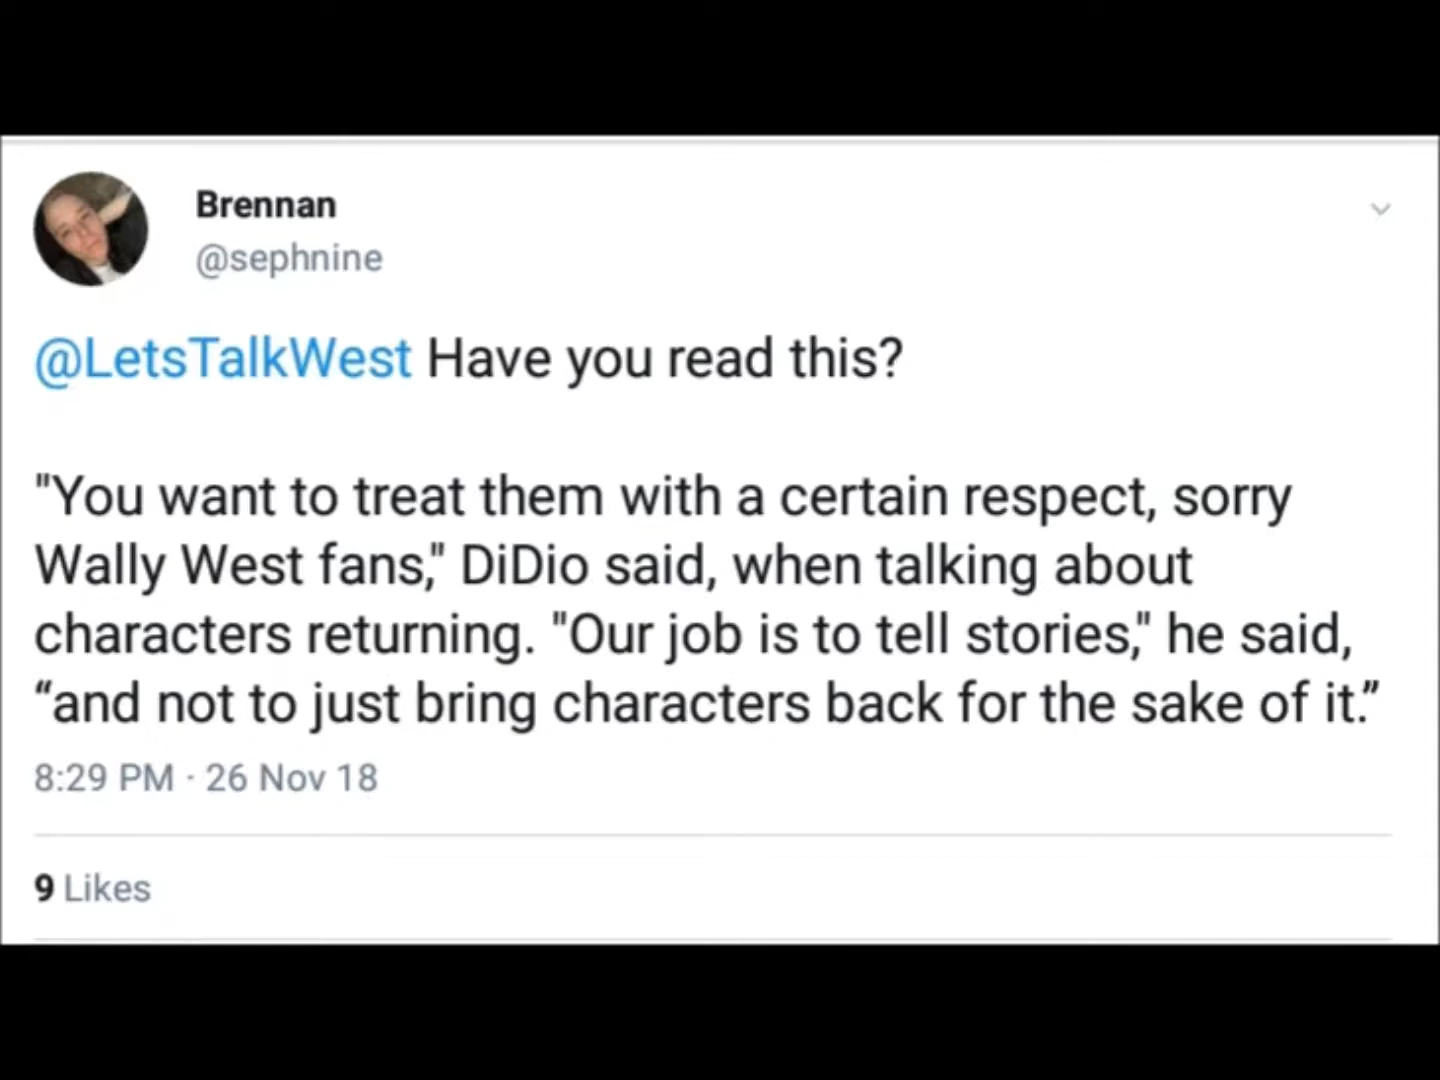 Brennan
@sephnine
@LetsTalkWest Have you read this?
"You want to treat them with a certain respect, sorry
Wally West fans," DiDio said, when talking about
characters returning. "Our job is to tell stories," he said,
“and not to just bring characters back for the sake of it.”
8:29 PM · 26 Nov 18
9 Likes